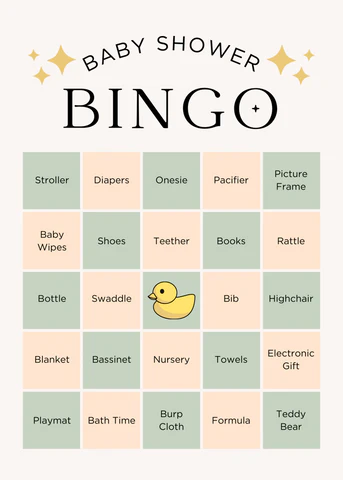 BABY SHOWER
BINGO
Stroller
Diapers
Onesie
Pacifier
Picture
Frame
Baby
Wipes
Shoes
Teether
Books
Rattle
Bottle
Swaddle
Bib
Highchair
Blanket
Bassinet
Nursery
Towels
Electronic
Gift
Playmat
Bath Time
Burp
Cloth
Formula
Teddy
Bear